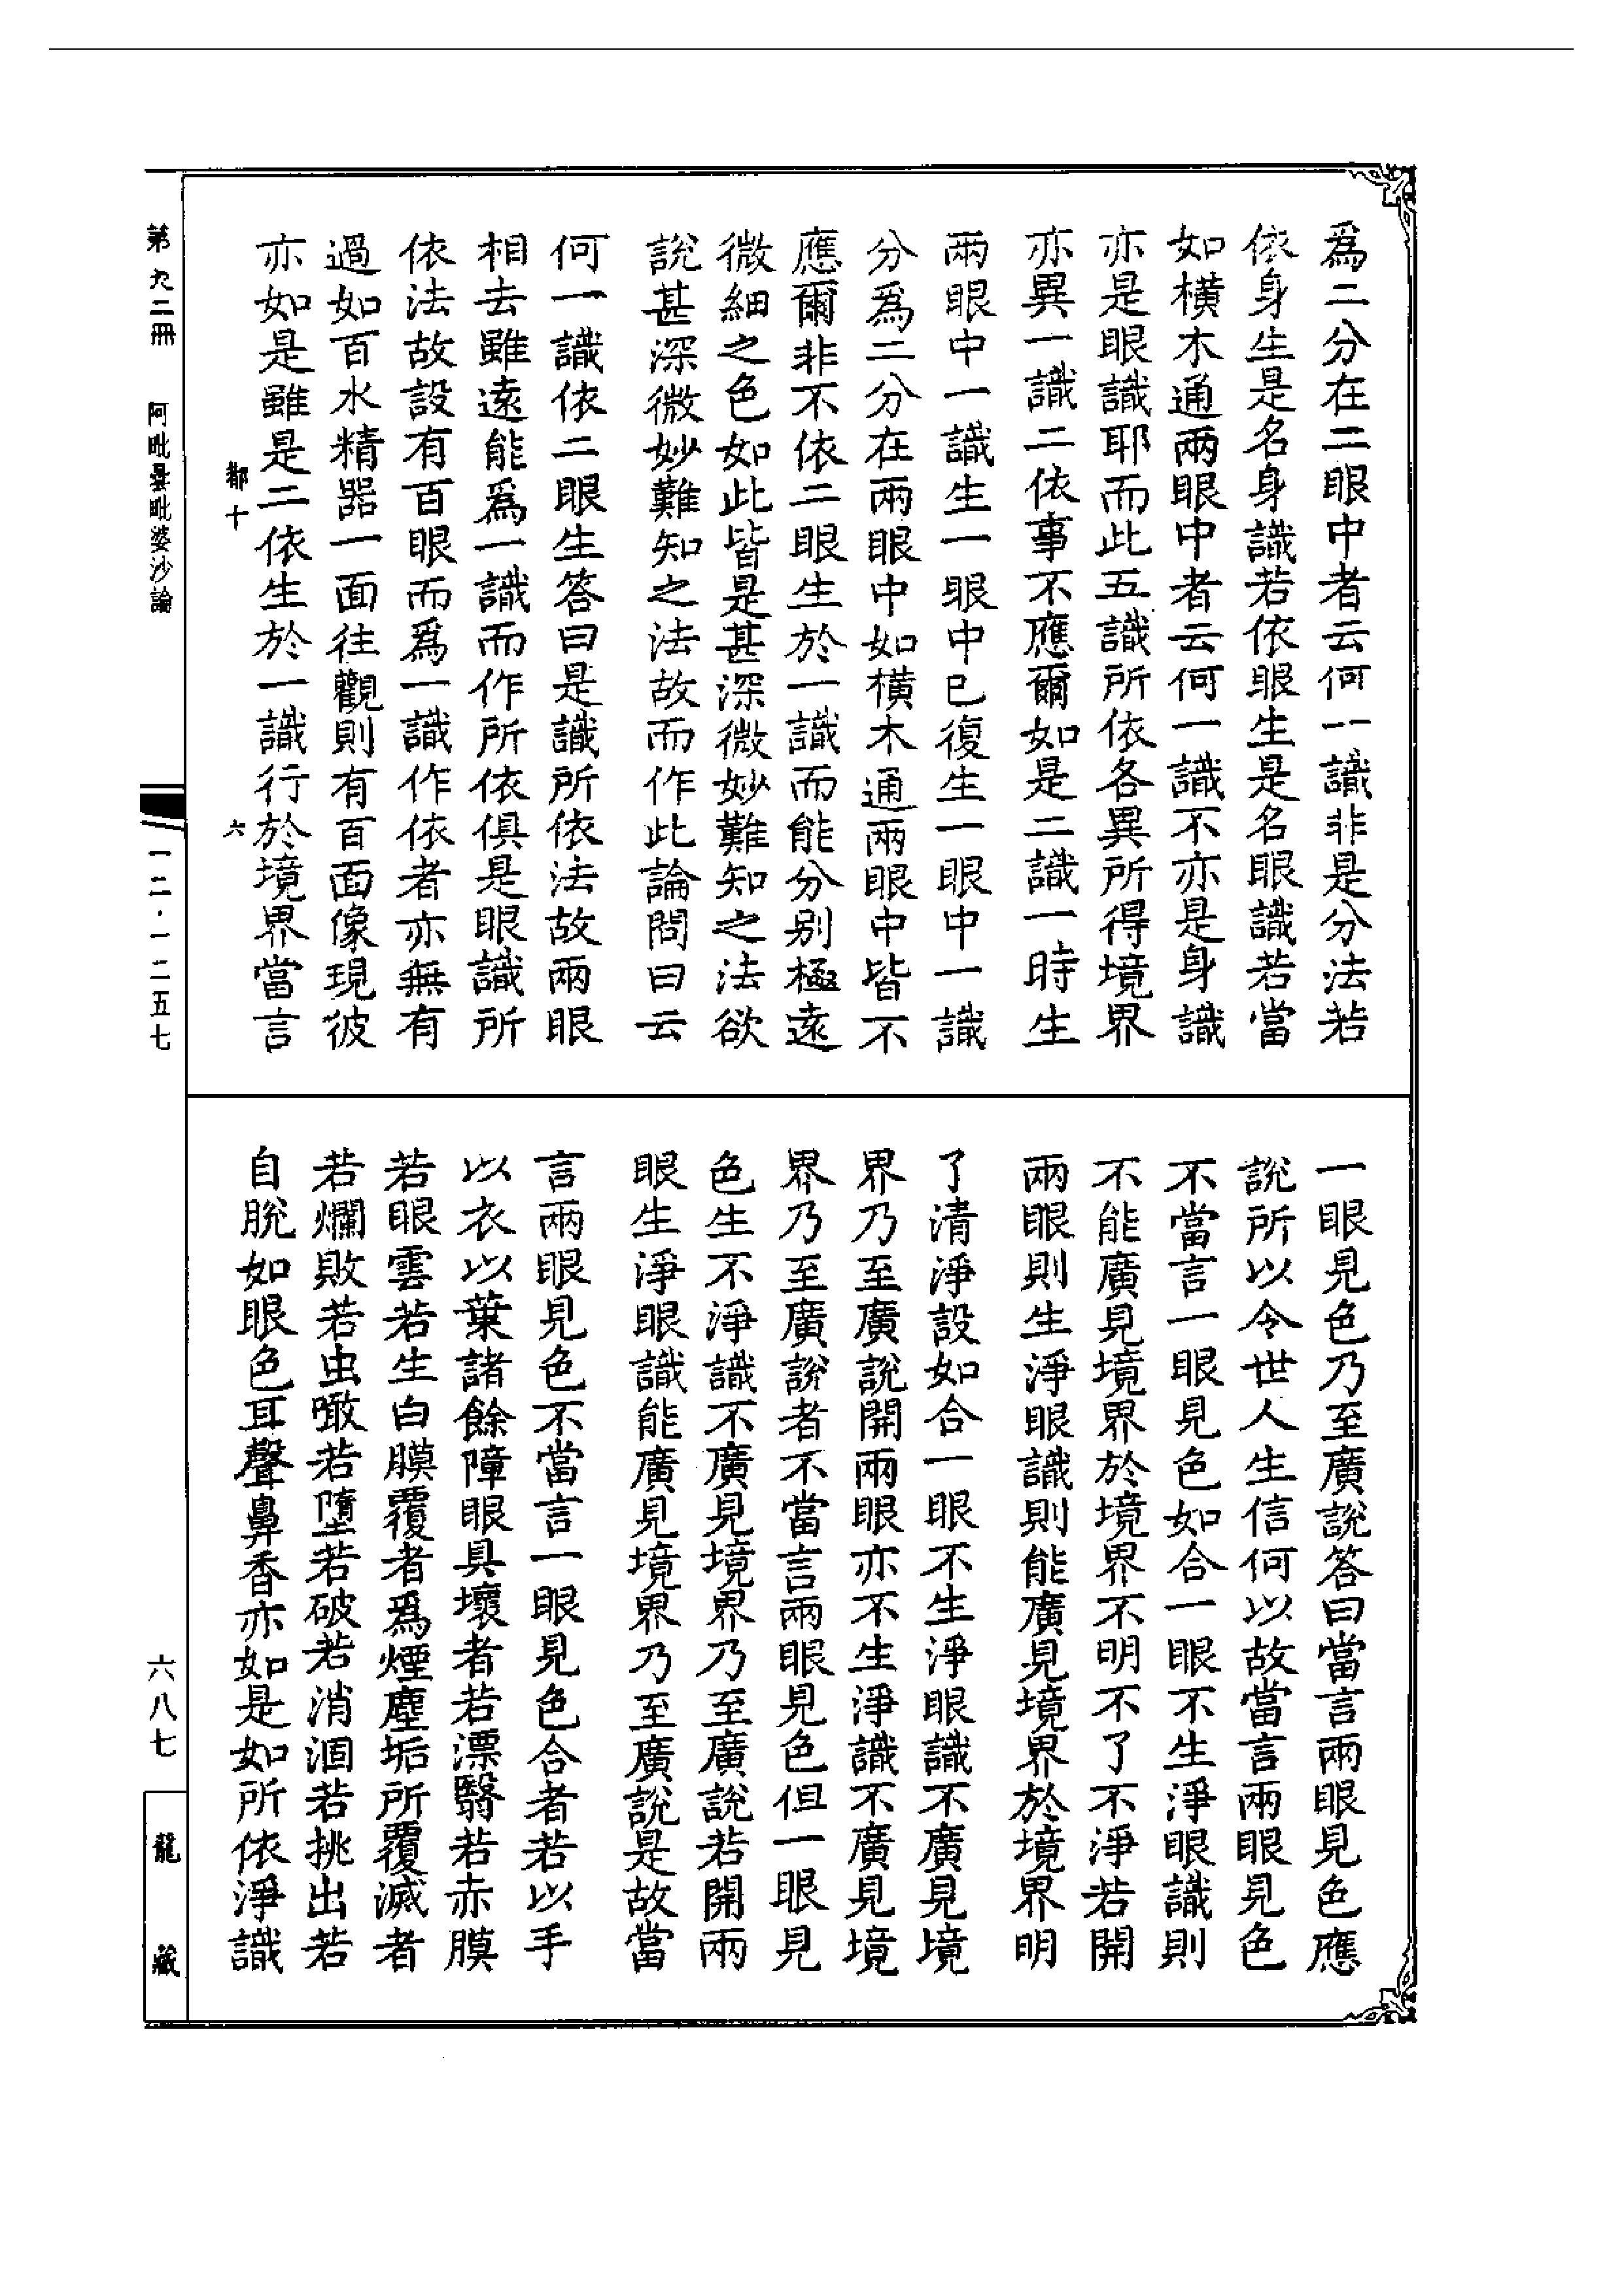 爲二分在二眼中者云何一識非是分法若
依身生是名身識若依眼生是名眼識若當
如橫木通兩眼中者云何一識不亦是身識
亦是眼識耶而此五識所依各異所得境界
亦異一識二依事不應爾如是二識一時生
兩眼中一識生一眼中已復生一眼中一識
分爲二分在兩眼中如橫木通兩眼中皆不
應爾非不依二眼生於一識而能分別極遠
微細之色如此皆是甚深微妙難知之法欲
說甚深微妙難知之法故而作此論問曰云
何一識依二眼生答曰是識所依法故兩眼
相去雖遠能爲一識而作所依俱是眼識所
依法故設有百眼而爲一識作依者亦無有
過如百水精器一面往觀則有百面像現彼
亦如是雖是二依生於一識行於境界當言
一眼見色乃至廣說答曰當言兩眼見色應
說所以令世人生信何以故當言兩眼見色
不當言一眼見色如合一眼不生淨眼識則
不能廣見境界於境界不明不了不淨若開
兩眼則生淨眼識則能廣見境界於境界明
了清淨設如合一眼不生淨眼識不廣見境
界乃至廣說開兩眼亦不生淨識不廣見境
界乃至廣說者不當言兩眼見色但一眼見
色生不淨識不廣見境界乃至廣說若開兩
眼生淨眼識能廣見境界乃至廣說是故當
言兩眼見色不當言一眼見色合者若以手
以衣以葉諸餘障眼具壞者若漂翳若赤膜
若眼雲若生白膜覆者爲煙塵垢所覆滅者
若爛敗若虫噉若墮若破若消涸若挑出若
自脫如眼色耳聲鼻香亦如是如所依淨識
都十
六
第九二冊
阿毗曇毗婆沙論
一二·一二五七
六八七
龍藏